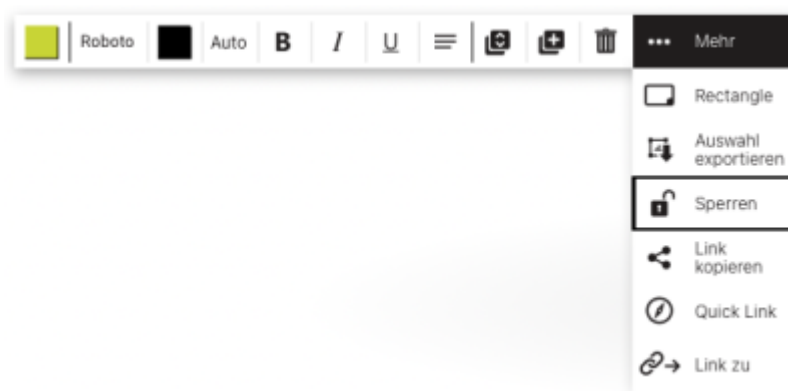 Roboto Auto B I U Mehr
Rectangle
Auswahl
exportieren
Sperren
Link
kopieren
Quick Link
Link zu